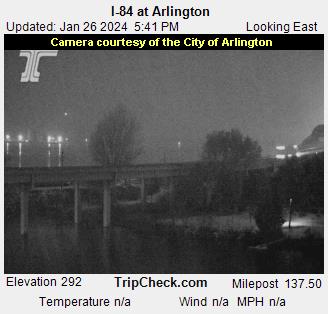 I-84 at Arlington
Updated: Jan 26 2024 5:41 PM Looking East
Camera courtesy of the City of Arlington
Elevation 292 TripCheck.com Milepost 137.50
Temperature n/a Wind n/a MPH n/a